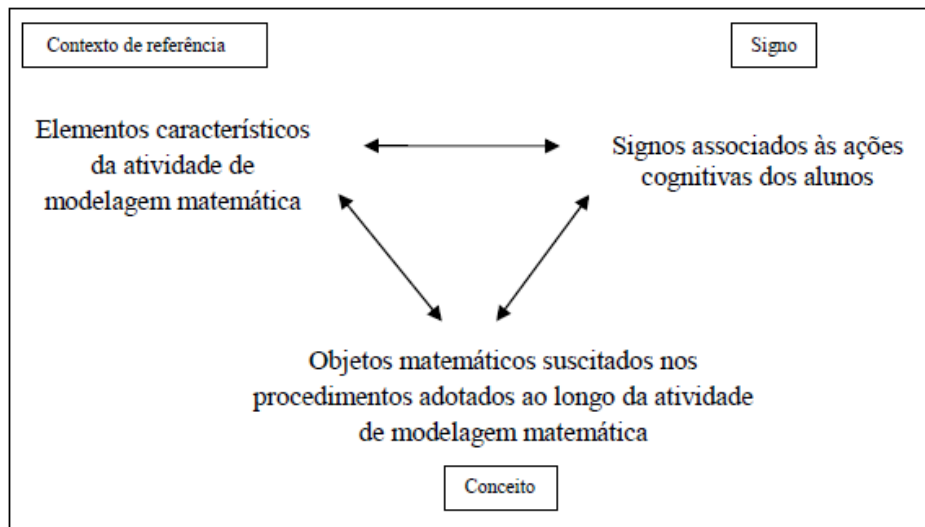 Contexto de referência
Signo
Elementos característicos
da atividade de
modelagem matemática
Signos associados às ações
cognitivas dos alunos
Objetos matemáticos suscitados nos
procedimentos adotados ao longo da atividade
de modelagem matemática
Conceito